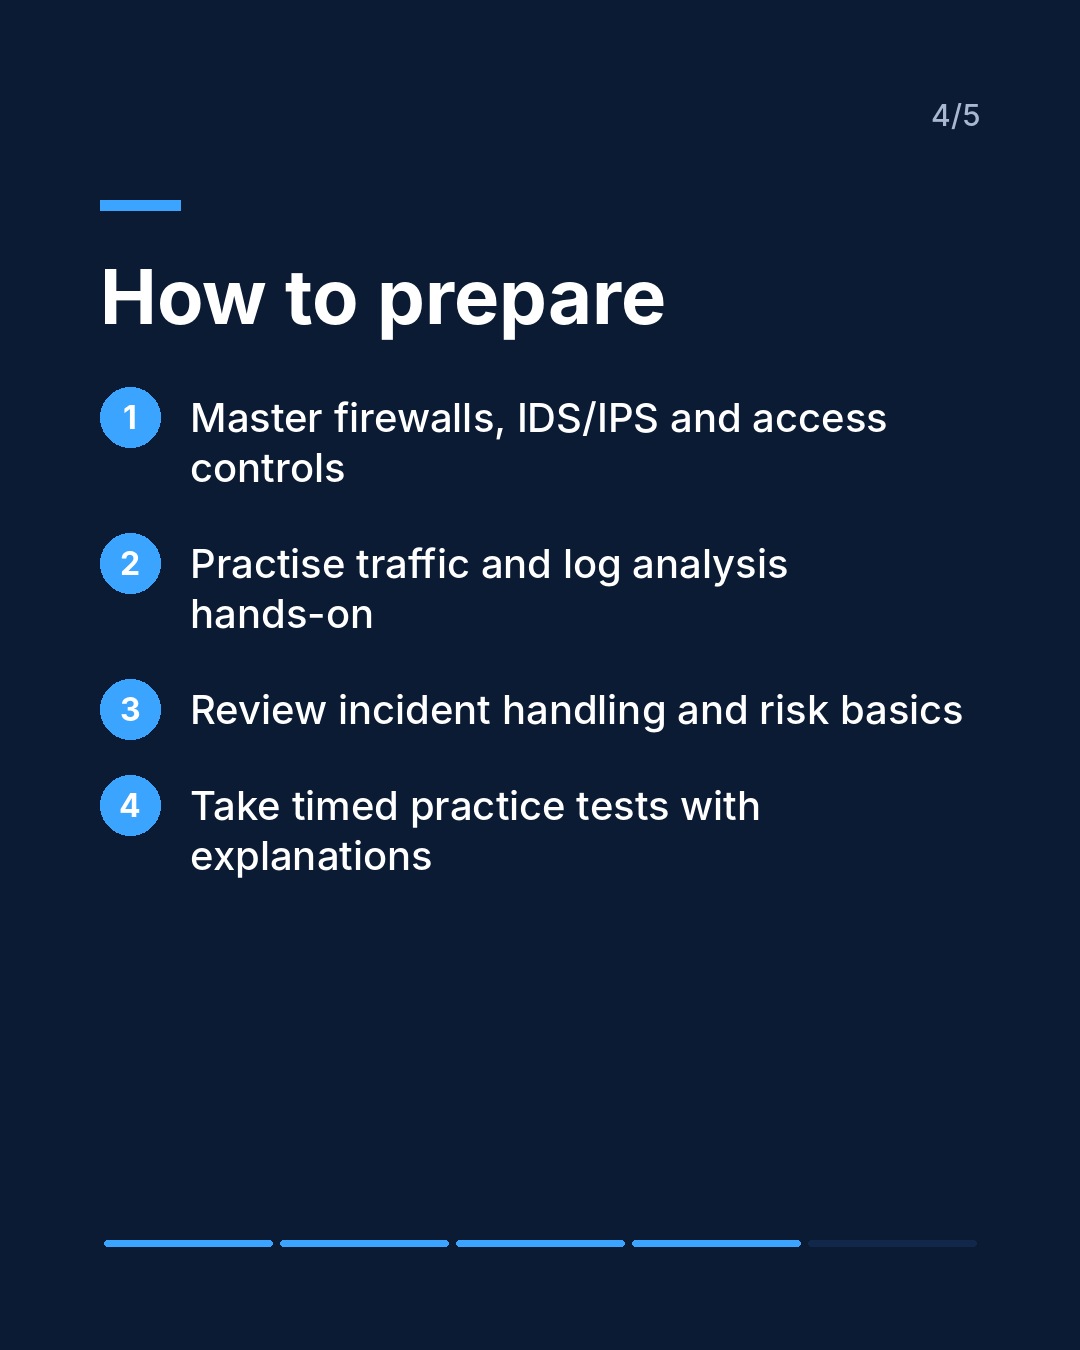 4/5
How to prepare
1 Master firewalls, IDS/IPS and access
controls
2 Practise traffic and log analysis
hands-on
3 Review incident handling and risk basics
4 Take timed practice tests with
explanations